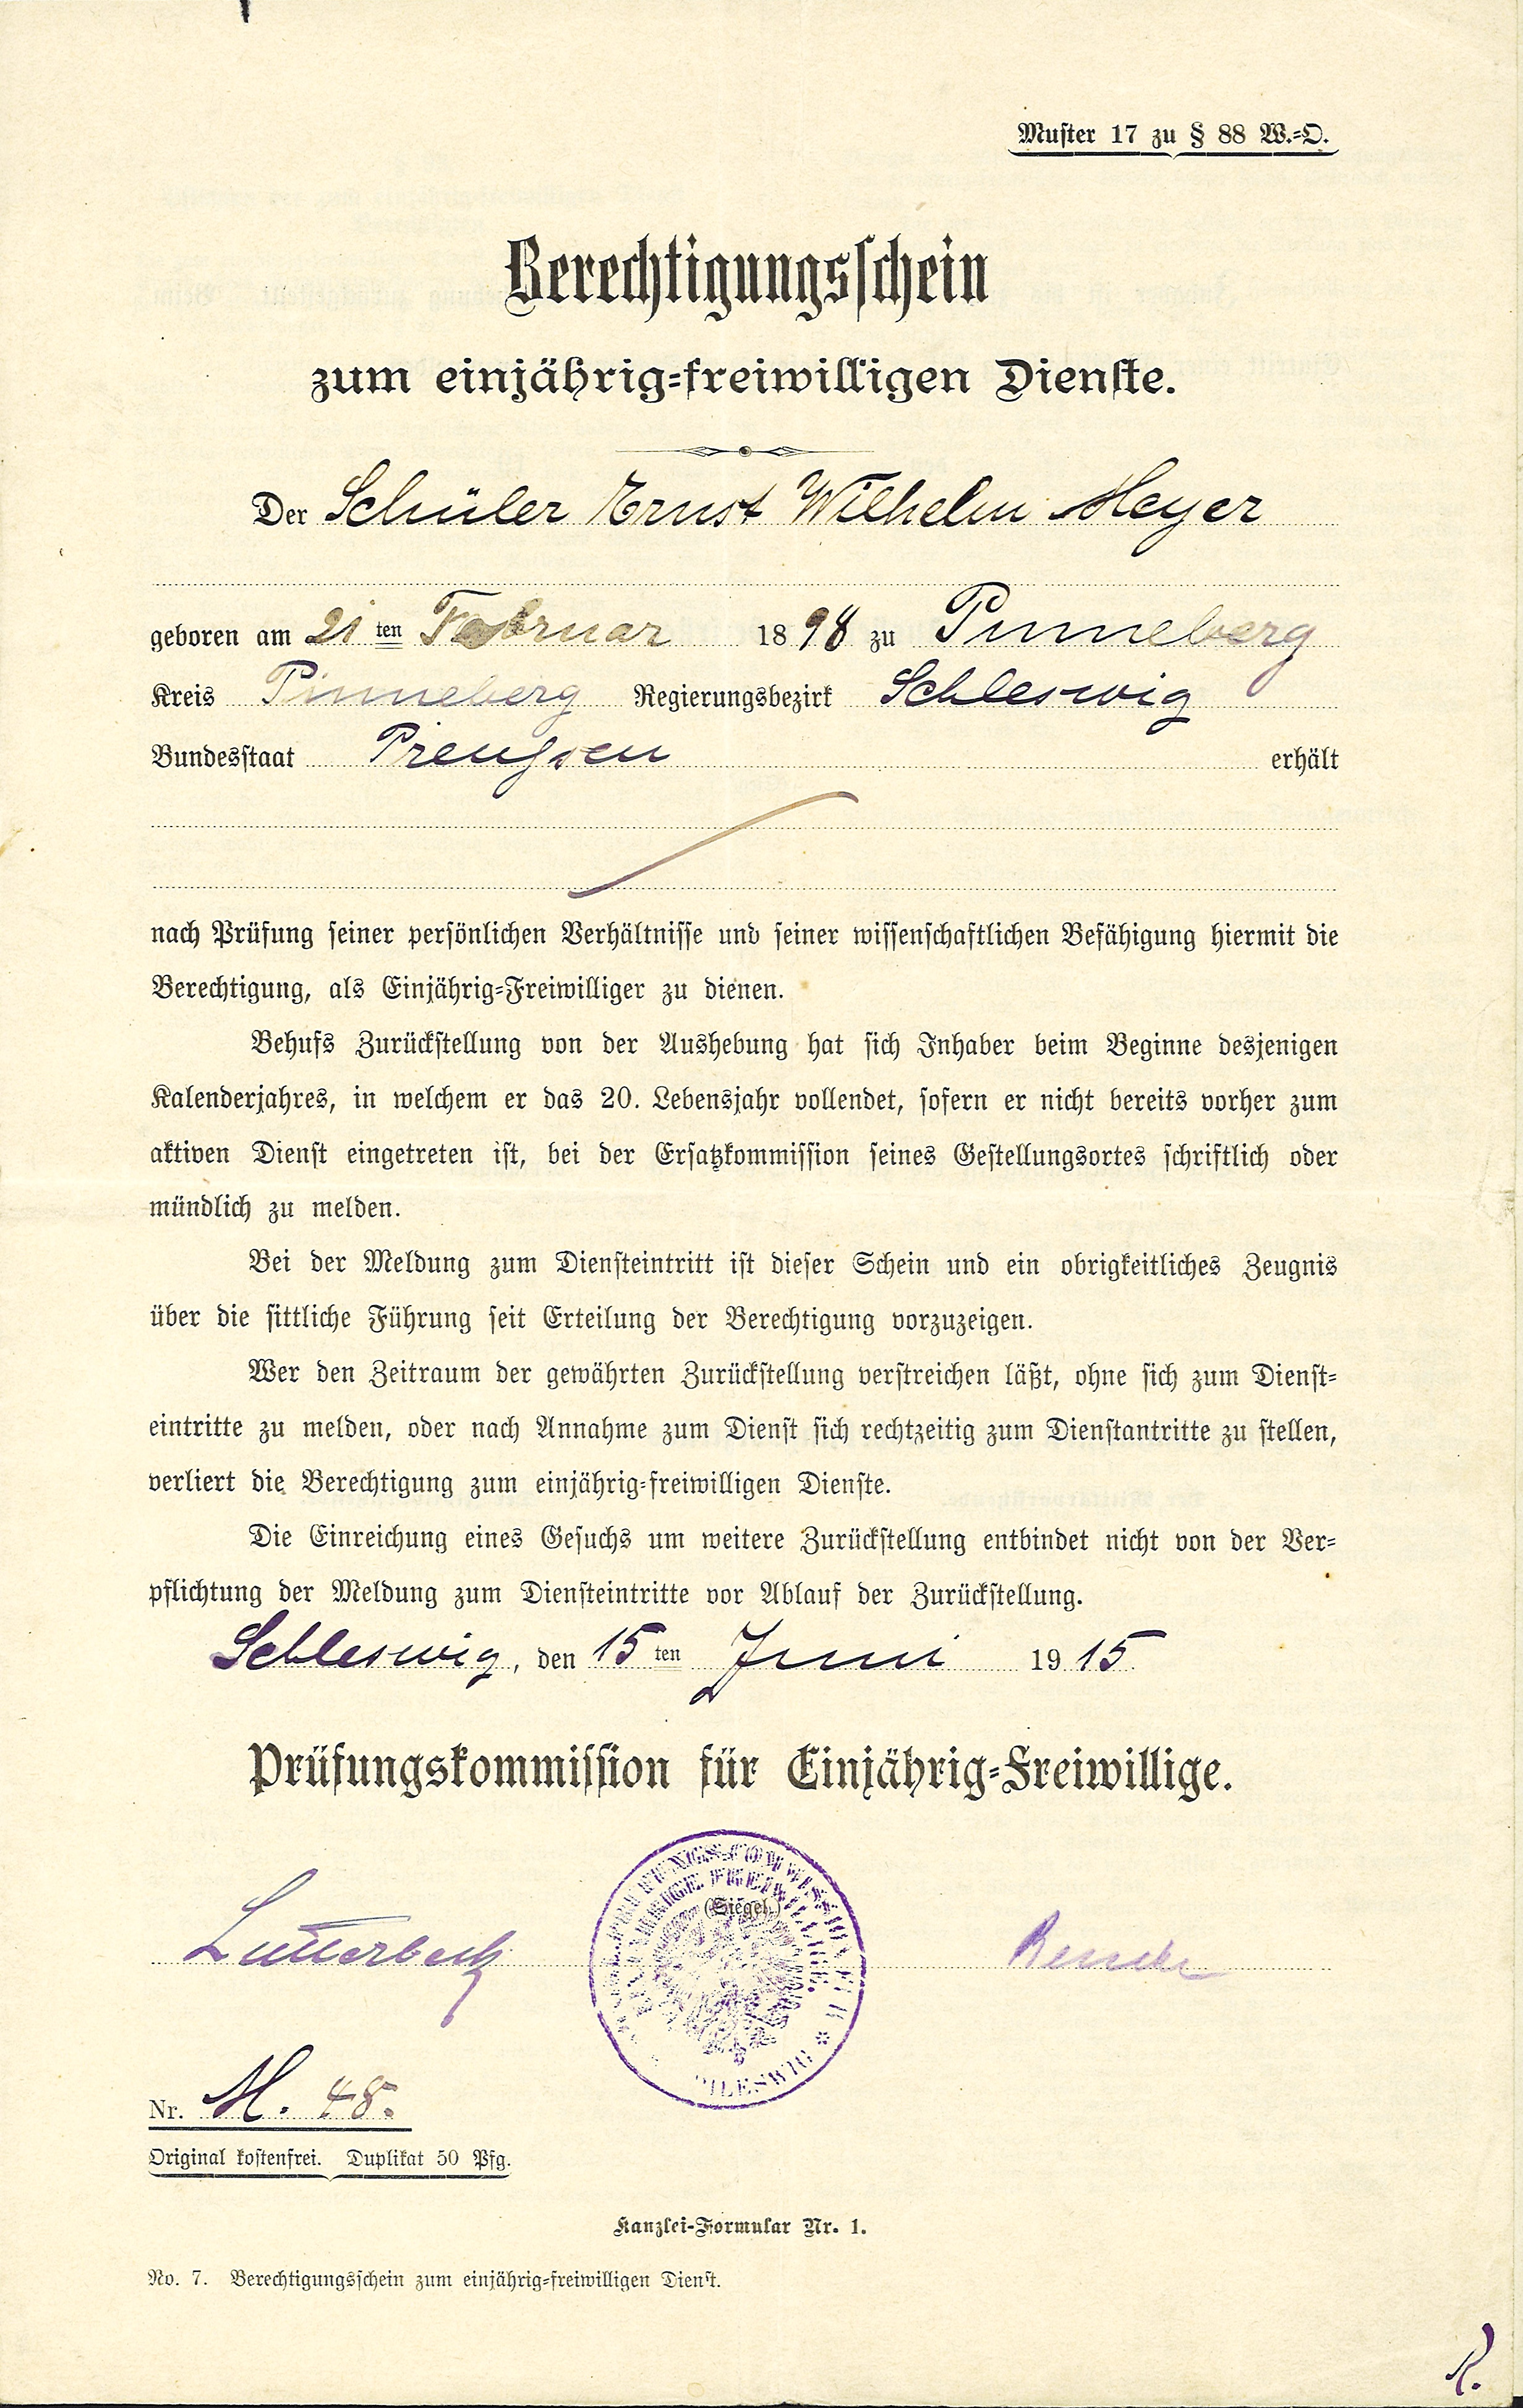 Muster 17 zu § 88 W.-O.
Berechtigungsschein
zum einjährig-freiwilligen Dienste.
Der Schüler Ernst Wilhelm Meyer
geboren am 21ten Februar 1898 zu Pinneberg
Kreis Pinneberg Regierungsbezirk Schleswig
Bundesstaat Preußen erhält
nach Prüfung seiner persönlichen Verhältnisse und seiner wissenschaftlichen Befähigung hiermit die
Berechtigung, als Einjährig-Freiwilliger zu dienen.
Behufs Zurückstellung von der Aushebung hat sich Inhaber beim Beginne desjenigen
Kalenderjahres, in welchem er das 20. Lebensjahr vollendet, sofern er nicht bereits vorher zum
aktiven Dienst eingetreten ist, bei der Ersatzkommission seines Gestellungsortes schriftlich oder
mündlich zu melden.
Bei der Meldung zum Diensteintritt ist dieser Schein und ein obrigkeitliches Zeugnis
über die sittliche Führung seit Erteilung der Berechtigung vorzuzeigen.
Wer den Zeitraum der gewährten Zurückstellung verstreichen läßt, ohne sich zum Dienst-
eintritte zu melden, oder nach Annahme zum Dienst sich rechtzeitig zum Dienstantritte zu stellen,
verliert die Berechtigung zum einjährig-freiwilligen Dienste.
Die Einreichung eines Gesuchs um weitere Zurückstellung entbindet nicht von der Ver-
pflichtung der Meldung zum Diensteintritte vor Ablauf der Zurückstellung.
Schleswig, den 15ten Juni 1915.
Prüfungskommission für Einjährig-Freiwillige.
(Siegel.)
Lutterbeck
Nr. M. 48.
Original kostenfrei. Duplikat 50 Pfg.
Kanzlei-Formular Nr. 1.
No. 7. Berechtigungsschein zum einjährig-freiwilligen Dienst.
R.